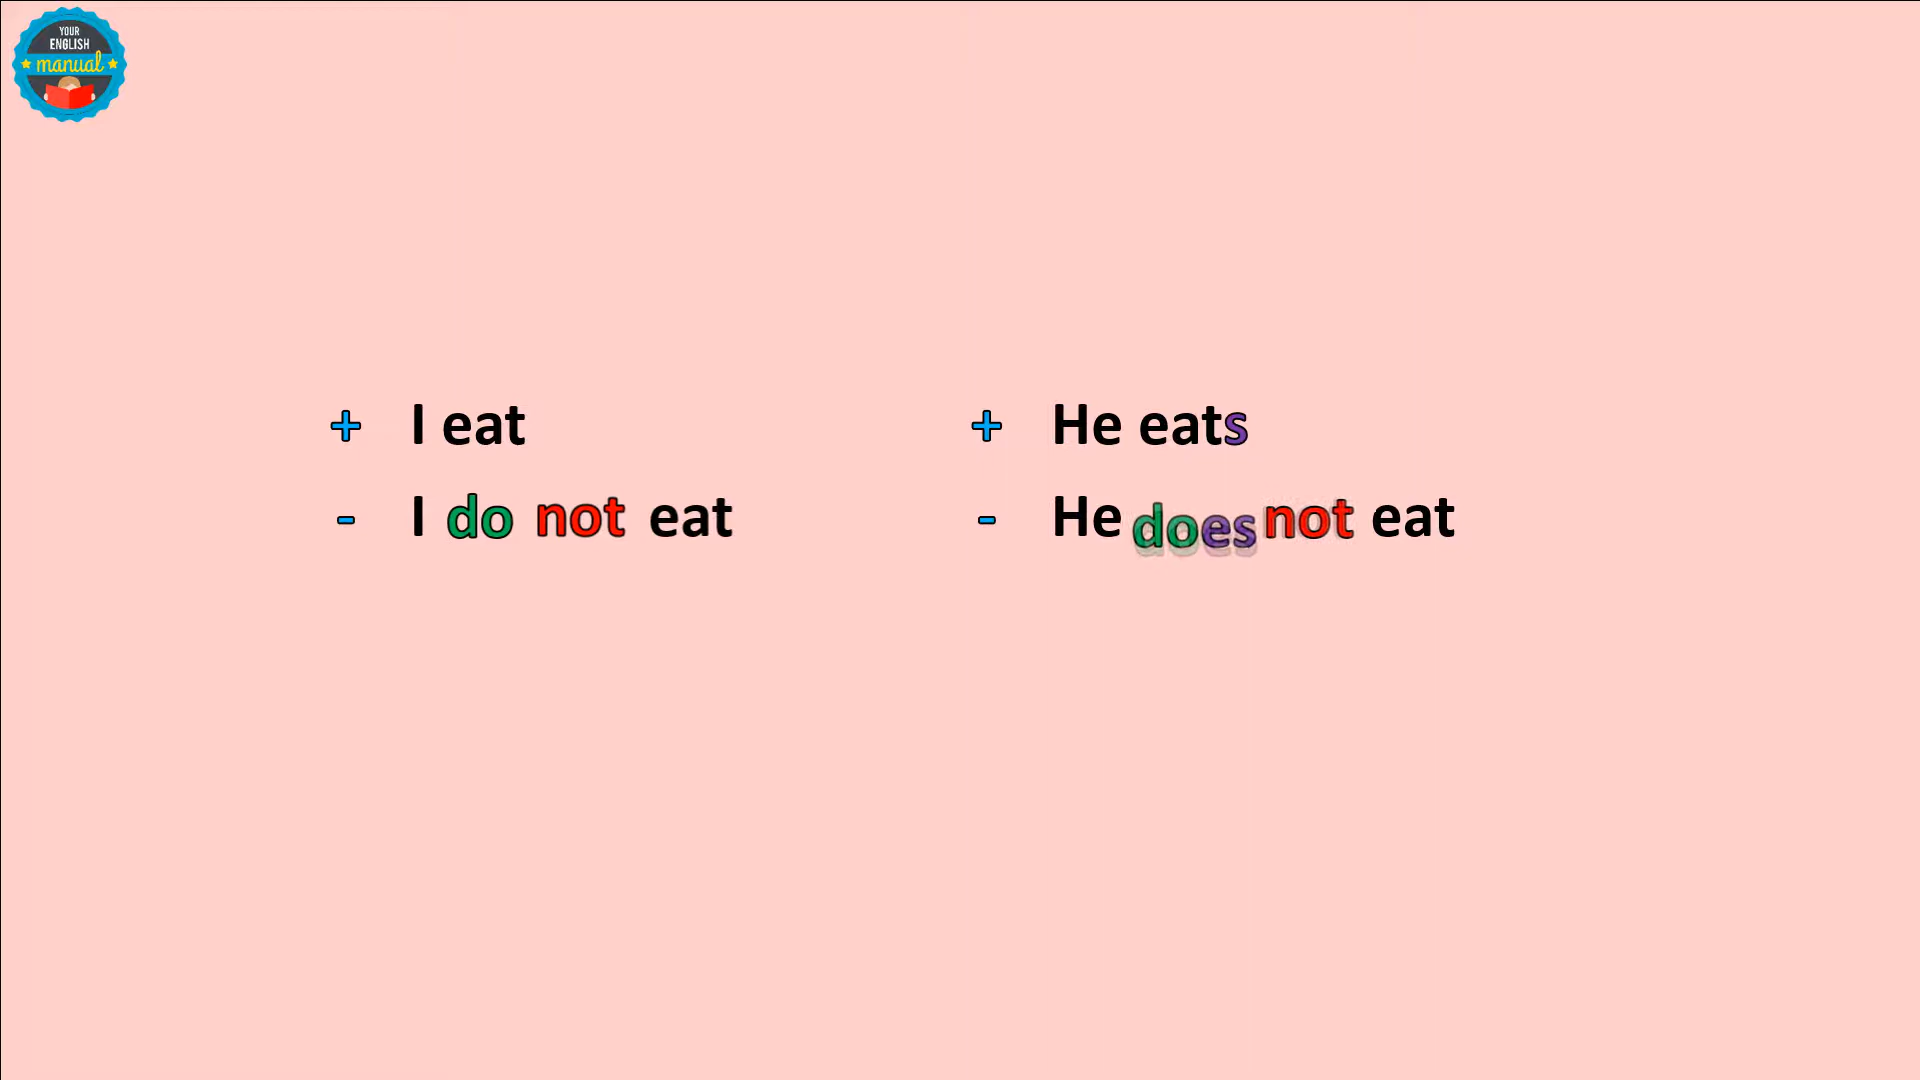 YOUR
ENGLISH
manual
+ I eat
- I do not eat
+ He eats
- He does not eat